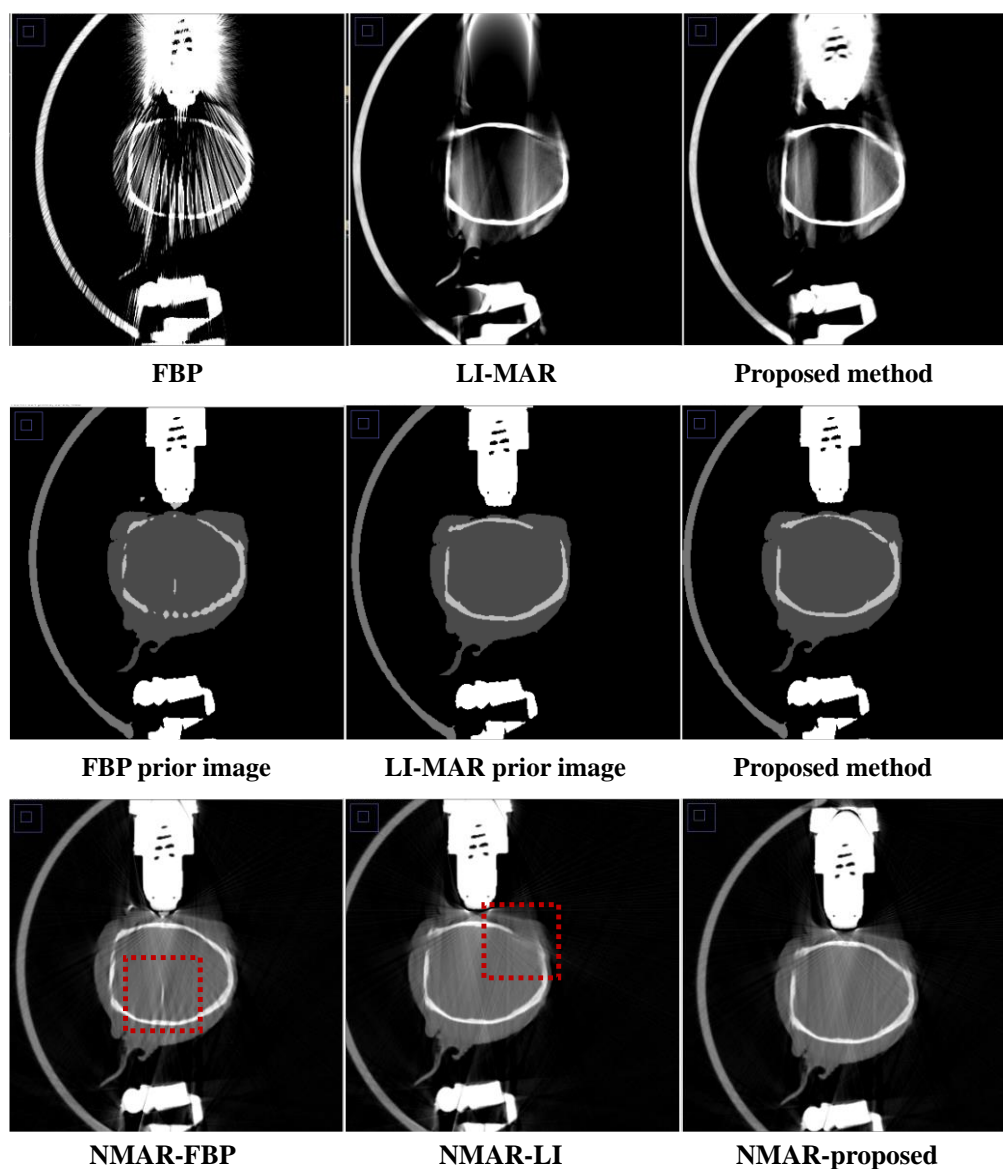 FBP
LI-MAR
Proposed method
FBP prior image
LI-MAR prior image
Proposed method
NMAR-FBP
NMAR-LI
NMAR-proposed